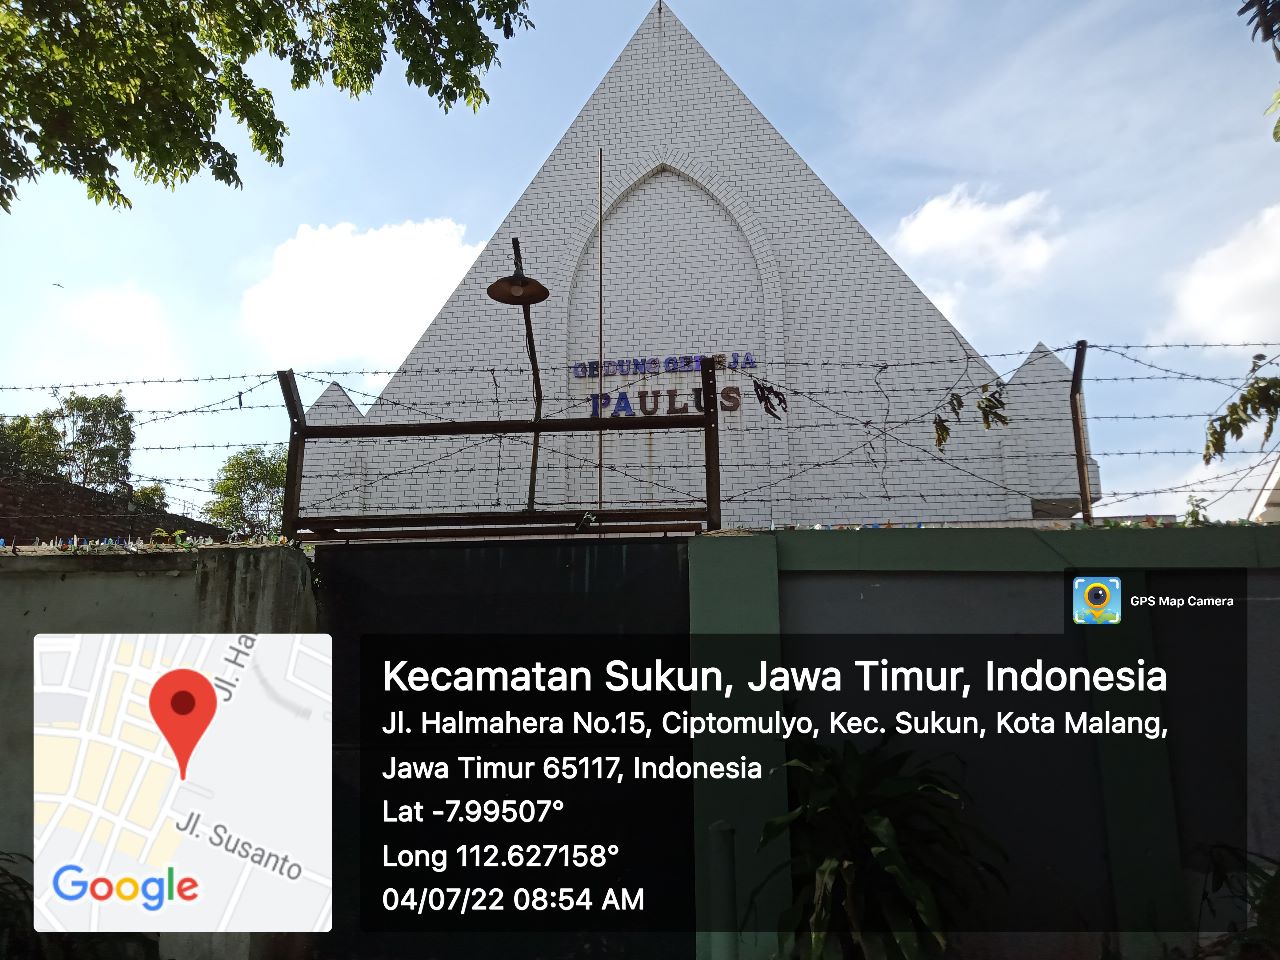 GEDUNG GEREJA
PAULUS
GPS Map Camera
Kecamatan Sukun, Jawa Timur, Indonesia
Jl. Halmahera No.15, Ciptomulyo, Kec. Sukun, Kota Malang,
Jawa Timur 65117, Indonesia
Lat -7.99507°
Long 112.627158°
04/07/22 08:54 AM
Jl. Ha
Jl. Susanto
Google